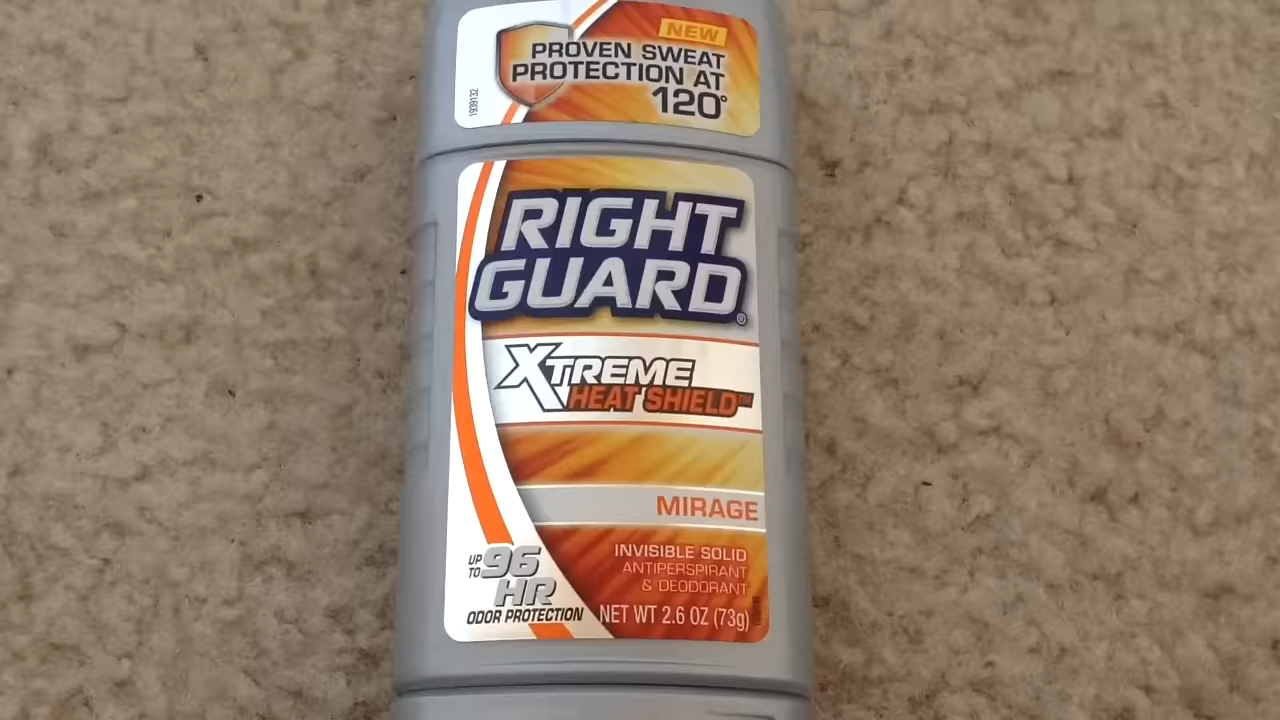 NEW
PROVEN SWEAT
PROTECTION AT
120°
1939132
RIGHT
GUARD®
XTREME
HEAT SHIELD™
MIRAGE
INVISIBLE SOLID
ANTIPERSPIRANT
& DEODORANT
NET WT 2.6 OZ (73g)
UP TO 96
HR
ODOR PROTECTION